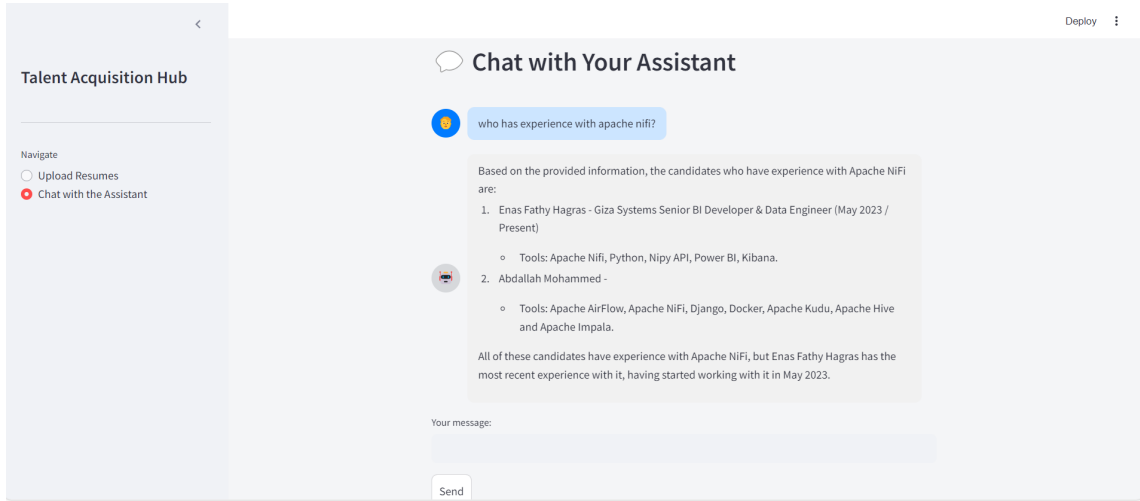 Deploy
Talent Acquisition Hub
Navigate
Upload Resumes
Chat with the Assistant
Chat with Your Assistant
who has experience with apache nifi?
Based on the provided information, the candidates who have experience with Apache NiFi
are:
1. Enas Fathy Hagras - Giza Systems Senior BI Developer & Data Engineer (May 2023 /
Present)
Tools: Apache Nifi, Python, Nipy API, Power BI, Kibana.
2. Abdallah Mohammed -
Tools: Apache AirFlow, Apache NiFi, Django, Docker, Apache Kudu, Apache Hive
and Apache Impala.
All of these candidates have experience with Apache NiFi, but Enas Fathy Hagras has the
most recent experience with it, having started working with it in May 2023.
Your message:
Send